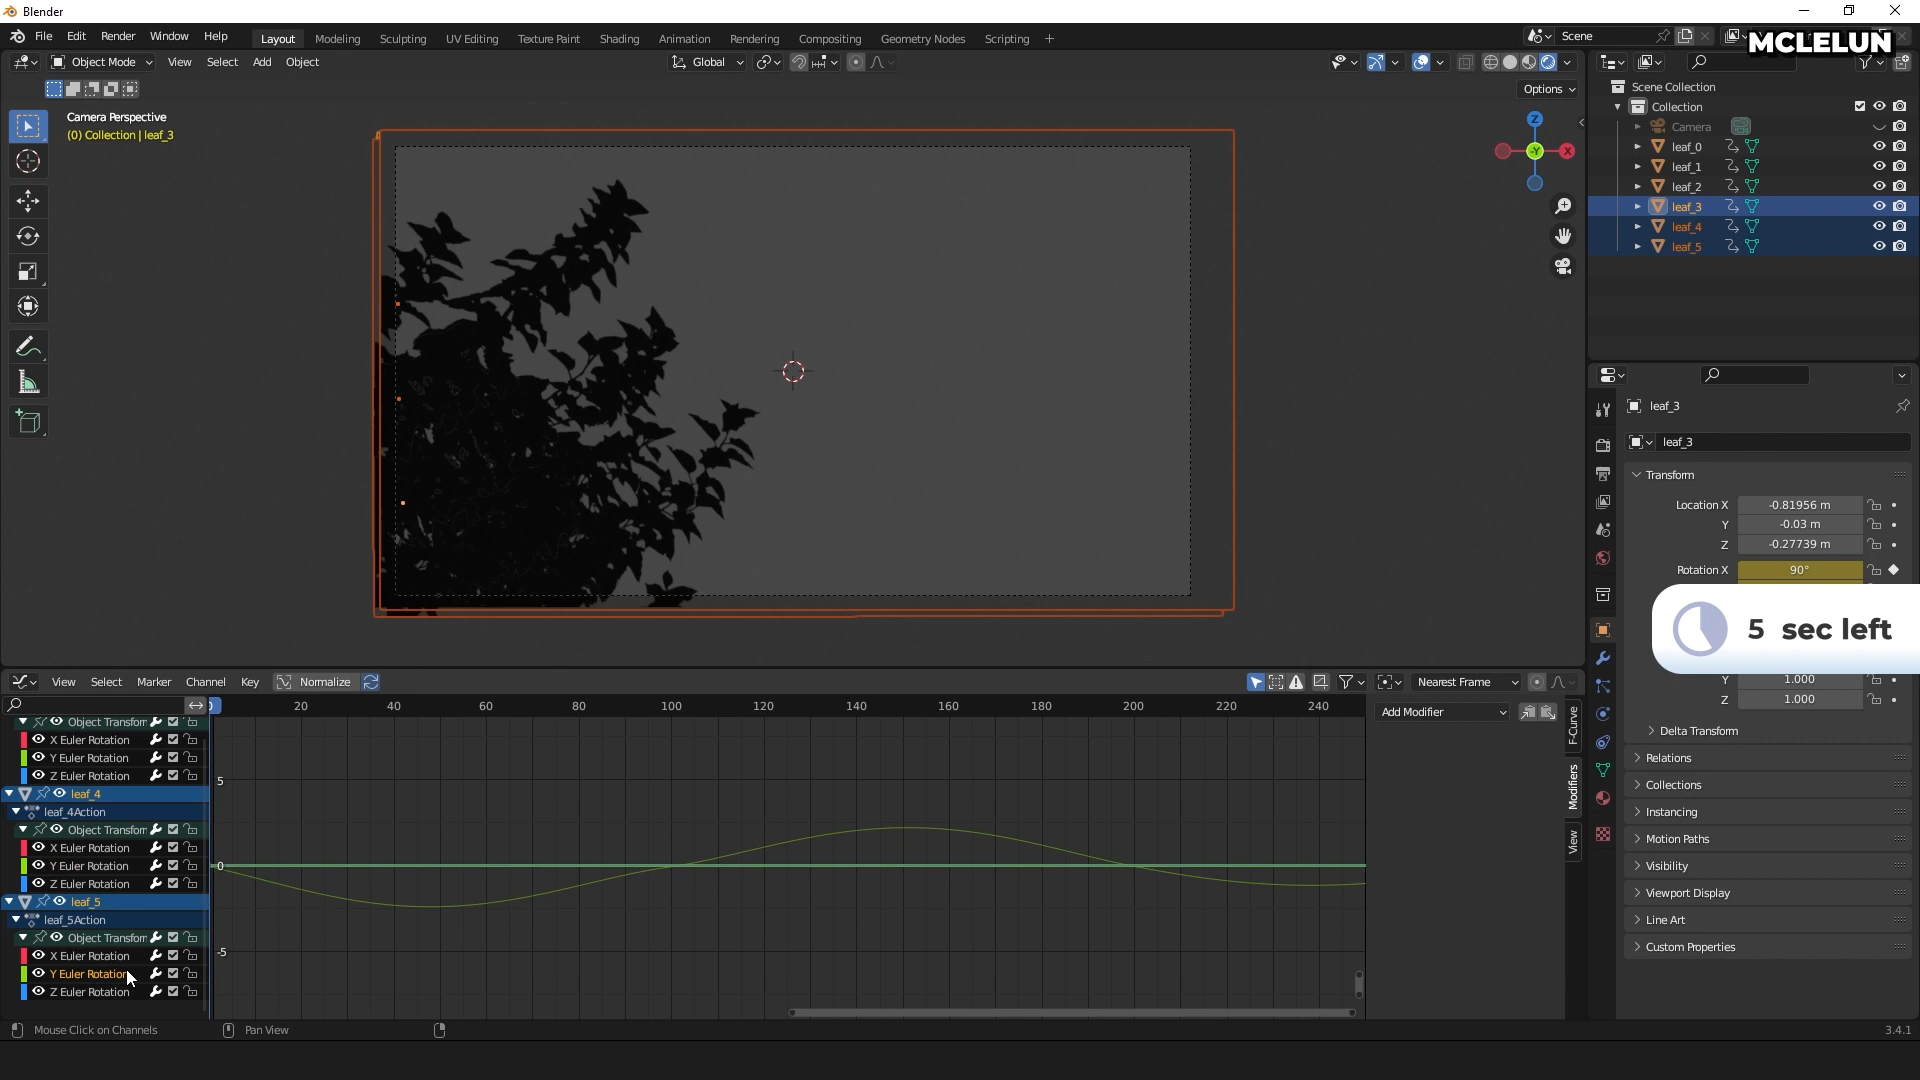 Blender
File Edit Render Window Help Layout Modeling Sculpting UV Editing Texture Paint Shading Animation Rendering Compositing Geometry Nodes Scripting + Scene
MCLELUN
Object Mode View Select Add Object Global
Options
Camera Perspective
(0) Collection | leaf_3
Z
-Y X
Scene Collection
Collection
Camera
leaf_0
leaf_1
leaf_2
leaf_3
leaf_4
leaf_5
leaf_3
leaf_3
Transform
Location X -0.81956 m
Y -0.03 m
Z -0.27739 m
Rotation X 90°
5 sec left
Y 1.000
Z 1.000
Delta Transform
Relations
Collections
Instancing
Motion Paths
Visibility
Viewport Display
Line Art
Custom Properties
View Select Marker Channel Key Normalize Nearest Frame
0 20 40 60 80 100 120 140 160 180 200 220 240
Add Modifier
F-Curve
Modifiers
View
5
0
-5
Object Transform
X Euler Rotation
Y Euler Rotation
Z Euler Rotation
leaf_4
leaf_4Action
Object Transform
X Euler Rotation
Y Euler Rotation
Z Euler Rotation
leaf_5
leaf_5Action
Object Transform
X Euler Rotation
Y Euler Rotation
Z Euler Rotation
Mouse Click on Channels Pan View 3.4.1